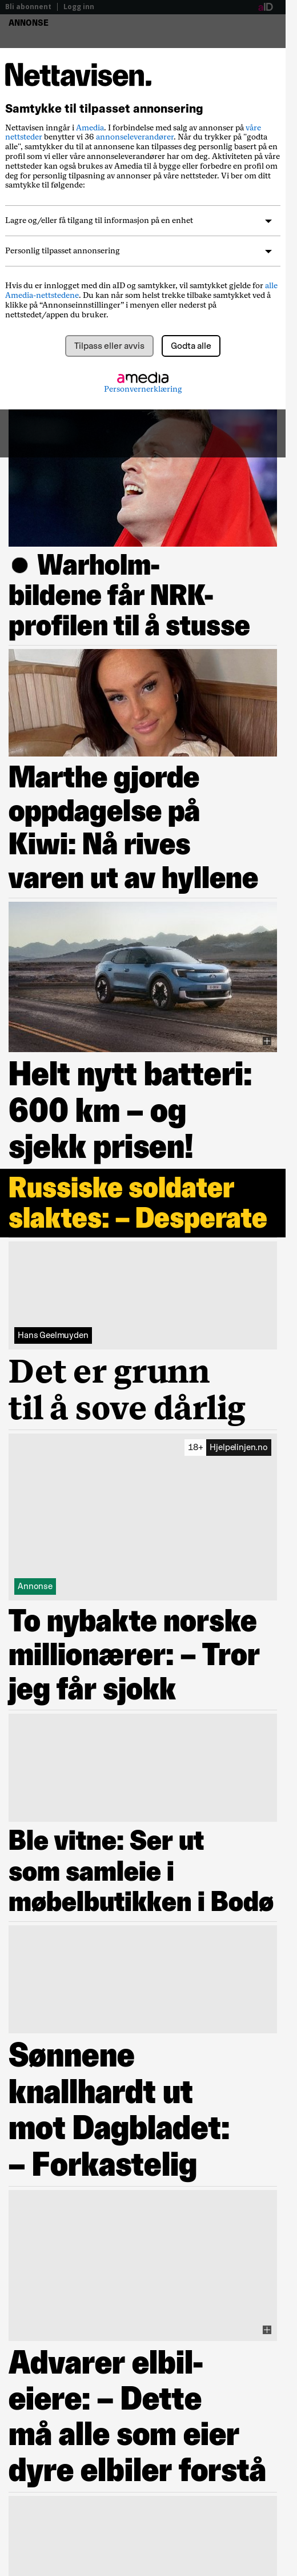 Bli abonnent
Logg inn
aID
ANNONSE
Nettavisen.
Samtykke til tilpasset annonsering
Nettavisen inngår i Amedia. I forbindelse med salg av annonser på våre
nettsteder benytter vi 36 annonseleverandører. Når du trykker på "godta
alle", samtykker du til at annonser kan tilpasses deg personlig basert på en
profil som vi eller våre annonseleverandører har om deg. Aktiviteten på våre
nettsteder kan også brukes av Amedia til å bygge eller forbedre en profil om
deg for personlig tilpasning av annonser på våre nettsteder. Vi ber om ditt
samtykke til følgende:
Lagre og/eller få tilgang til informasjon på en enhet
Personlig tilpasset annonsering
Hvis du er innlogget med din aID og samtykker, vil samtykket gjelde for alle
Amedia-nettstedene. Du kan når som helst trekke tilbake samtykket ved å
klikke på “Annonseinnstillinger” i menyen eller nederst på
nettstedet/appen du bruker.
Tilpass eller avvis
Godta alle
amedia
Personvernerklæring
Warholm-
bildene får NRK-
profilen til å stusse
Marthe gjorde
oppdagelse på
Kiwi: Nå rives
varen ut av hyllene
Helt nytt batteri:
600 km – og
sjekk prisen!
Russiske soldater
slaktes: – Desperate
Hans Geelmuyden
Det er grunn
til å sove dårlig
18+ Hjelpelinjen.no
Annonse
To nybakte norske
millionærer: – Tror
jeg får sjokk
Ble vitne: Ser ut
som samleie i
møbelbutikken i Bodø
Sønnene
knallhardt ut
mot Dagbladet:
– Forkastelig
Advarer elbil-
eiere: – Dette
må alle som eier
dyre elbiler forstå